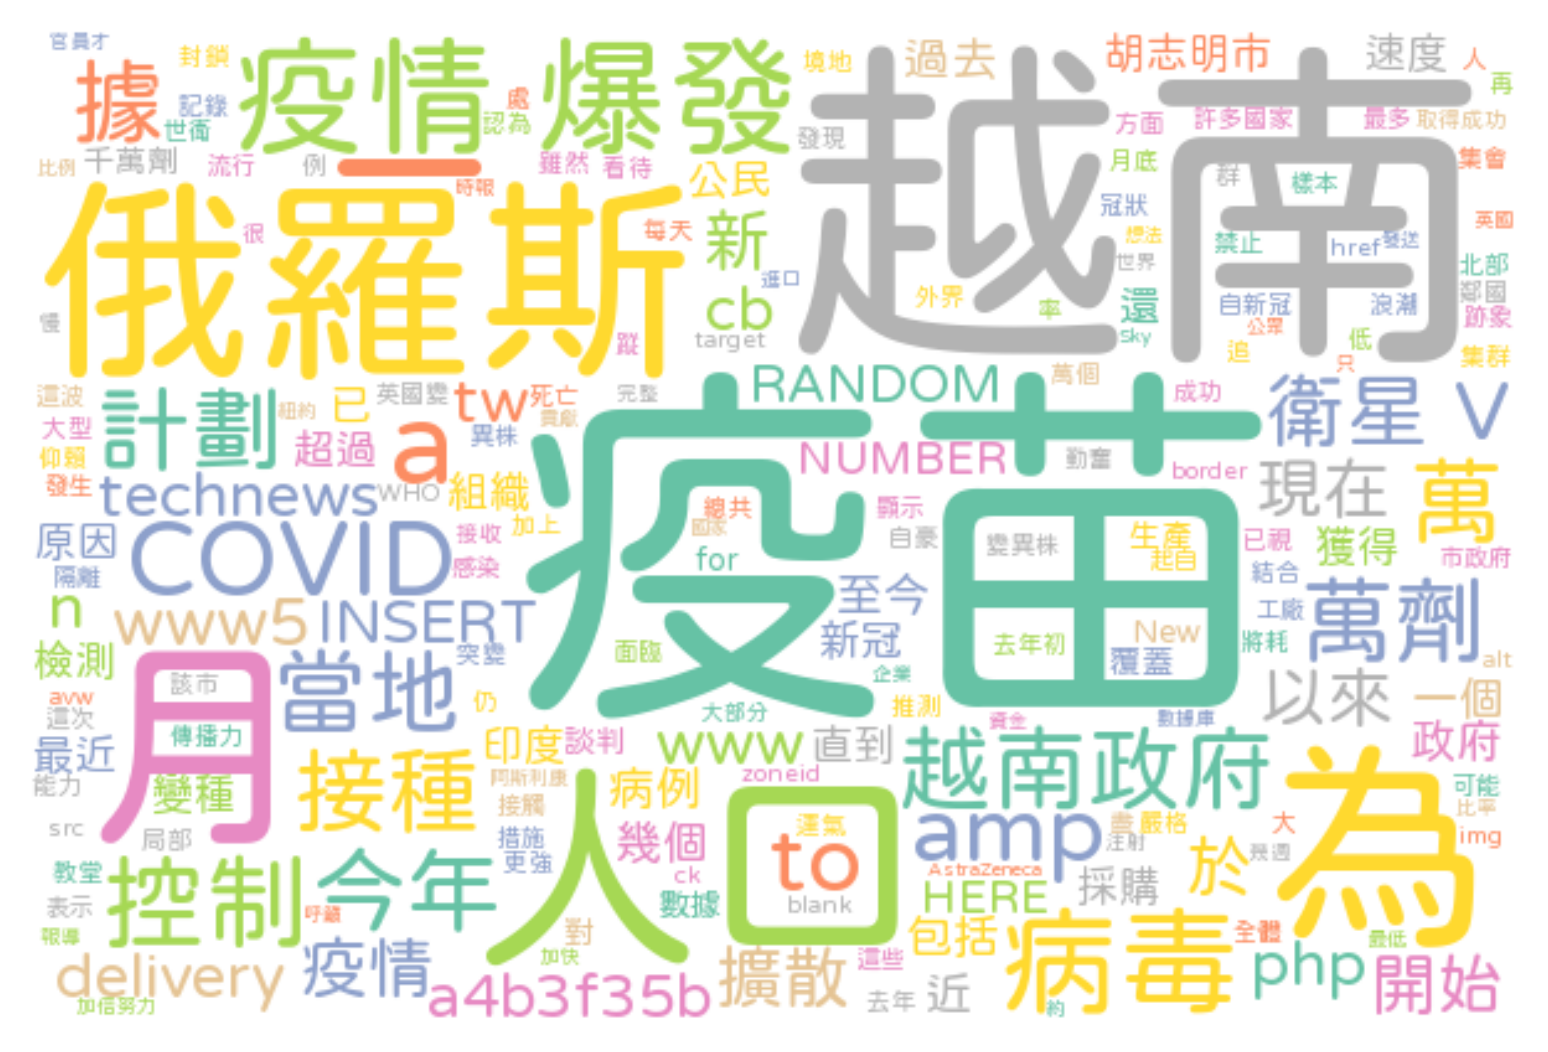 官員才
封鎖
疫情爆發
境地
過去
越南
胡志明市
速度
人
再
據
記錄
世衛
處
認為
發現
方面
許多國家
最多
取得成功
比例
千萬劑
流行
例
一
雖然
看待
公民
月底
群
樣本
集會
時報
俄羅斯
很
每天
新
冠狀
想法
禁止
href
發送
英國
進口
世界
北部
鄰國
慢
cb
外界
率
還
自新冠
浪潮
跡象
蹤
target
sky
公眾
追
只
低
集群
這波
計劃
紐約
已
英國變
tw
死亡
完整
RANDOM
萬個
成功
衛星
V
大型
超過
a
異株
貢獻
疫苗
NUMBER
勤奮
border
現在
萬
仰賴
發生
technews
WHO
組織
總共
國家
顯示
原因
COVID
接收
加上
for
自豪
變異株
生產
起自
已視
獲得
市政府
隔離
感染
至今
結合
n
www5
INSERT
新冠
去年初
New
工廠
萬劑
檢測
突變
面臨
企業
覆蓋
將耗
alt
avw
月
該市
當地
仍
大部分
推測
資金
數據庫
以來
一個
這次
傳播力
最近
印度
談判
www
直到
越南政府
政府
能力
變種
接種
阿斯利康
病例
zoneid
為
可能
比率
src
局部
接觸
人口
運氣
amp
盡
嚴格
大
img
措施
幾個
to
注射
於
幾週
教堂
控制
今年
更強
ck
AstraZeneca
表示
呼籲
數據
blank
HERE
採購
報導
對
包括
病毒
全體
最低
delivery
疫情
加快
擴散
這些
php
開始
加倍努力
a4b3f35b
去年
近
約